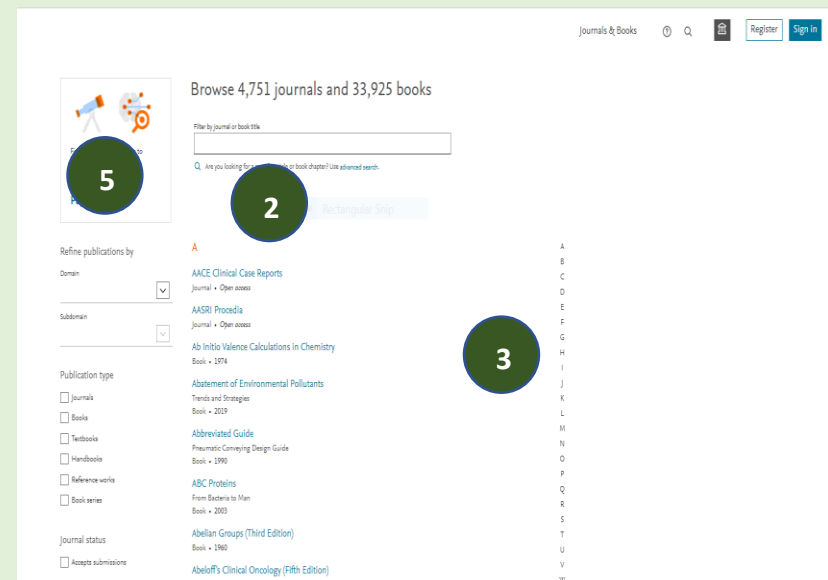 Journals & Books
Register
Sign in
Browse 4,751 journals and 33,925 books
Filter by journal or book title
Are you looking for a or book chapter? Use advanced search.
5
2
Rectangular Snip
Refine publications by
Domain
Subdomain
Publication type
Journals
Books
Textbooks
Handbooks
Reference works
Book series
Journal status
Accepts submissions
A
AACE Clinical Case Reports
Journal • Open access
AASRI Procedia
Journal • Open access
Ab Initio Valence Calculations in Chemistry
Book • 1974
Abatement of Environmental Pollutants
Trends and Strategies
Book • 2019
Abbreviated Guide
Pneumatic Conveying Design Guide
Book • 1990
ABC Proteins
From Bacteria to Man
Book • 2003
Abelian Groups (Third Edition)
Book • 1960
Abeloff's Clinical Oncology (Fifth Edition)
3
A
B
C
D
E
F
G
H
I
J
K
L
M
N
O
P
Q
R
S
T
U
V